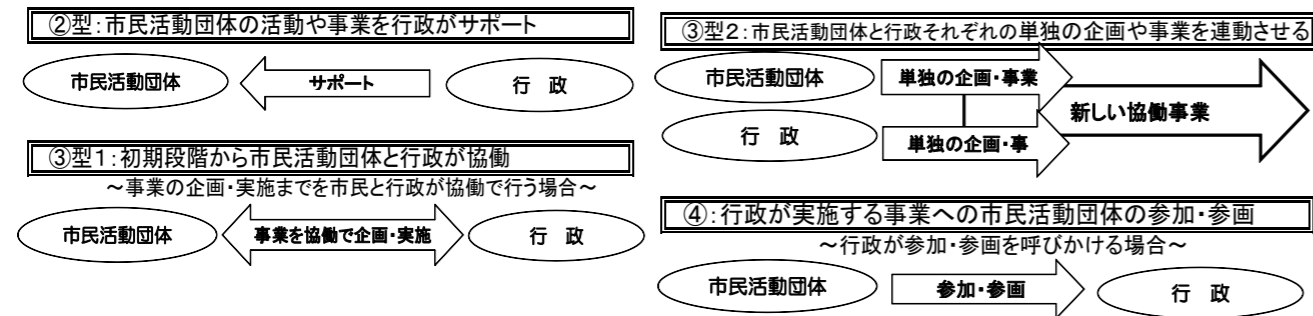 ②型:市民活動団体の活動や事業を行政がサポート
市民活動団体
サポート
行 政
③型1:初期段階から市民活動団体と行政が協働
～事業の企画・実施までを市民と行政が協働で行う場合～
市民活動団体
事業を協働で企画・実施
行 政
③型2:市民活動団体と行政それぞれの単独の企画や事業を連動させる
市民活動団体
単独の企画・事業
新しい協働事業
行 政
単独の企画・事
④:行政が実施する事業への市民活動団体の参加・参画
～行政が参加・参画を呼びかける場合～
市民活動団体
参加・参画
行 政